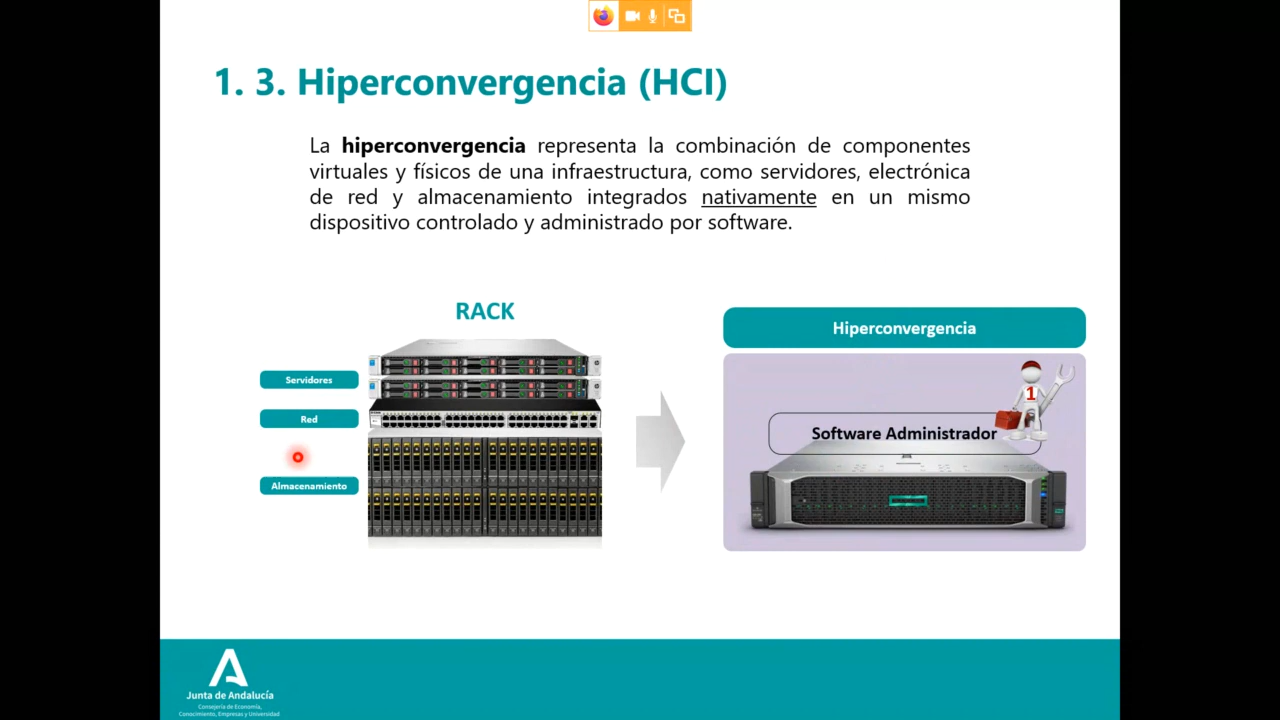 1. 3. Hiperconvergencia (HCI)
La hiperconvergencia representa la combinación de componentes
virtuales y físicos de una infraestructura, como servidores, electrónica
de red y almacenamiento integrados nativamente en un mismo
dispositivo controlado y administrado por software.
RACK
Servidores
Red
Almacenamiento
Hiperconvergencia
1
Software Administrador
Junta de Andalucía
Consejería de Economía,
Conocimiento, Empresas y Universidad